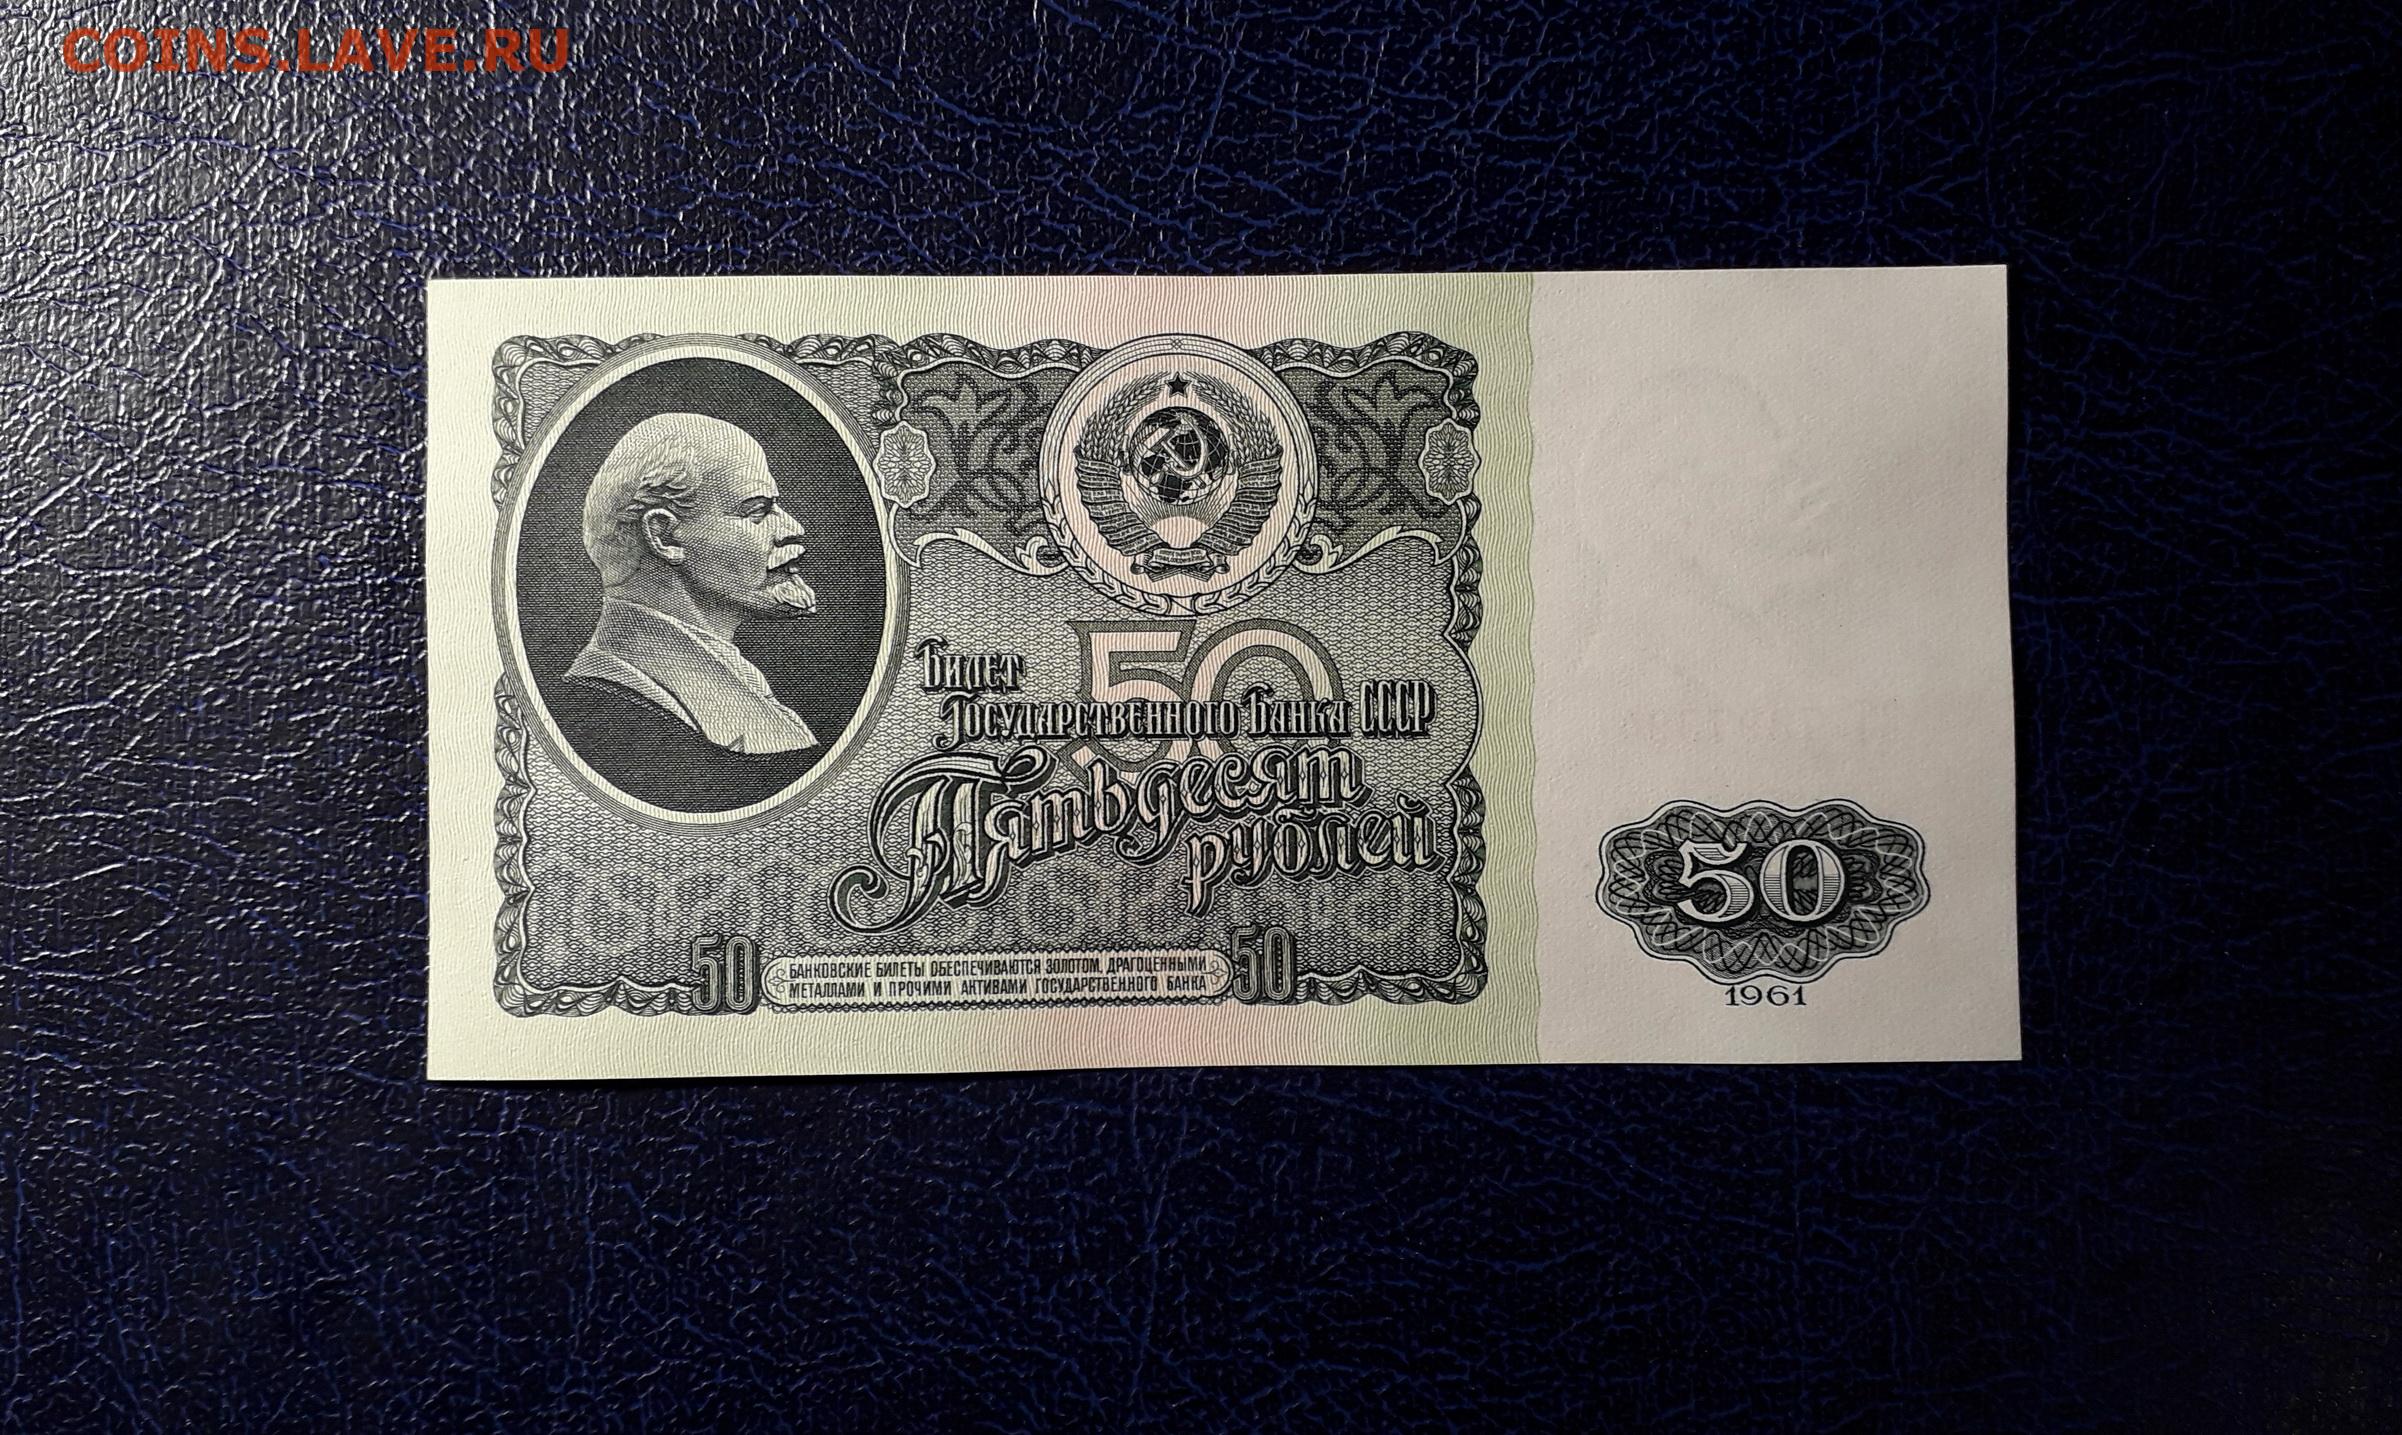 COINS.LAVE.RU
Билет
Государственного Банка СССР
50
Пятьдесят
рублей
50
БАНКОВСКИЕ БИЛЕТЫ ОБЕСПЕЧИВАЮТСЯ ЗОЛОТОМ, ДРАГОЦЕННЫМИ
МЕТАЛЛАМИ И ПРОЧИМИ АКТИВАМИ ГОСУДАРСТВЕННОГО БАНКА
50
50
1961